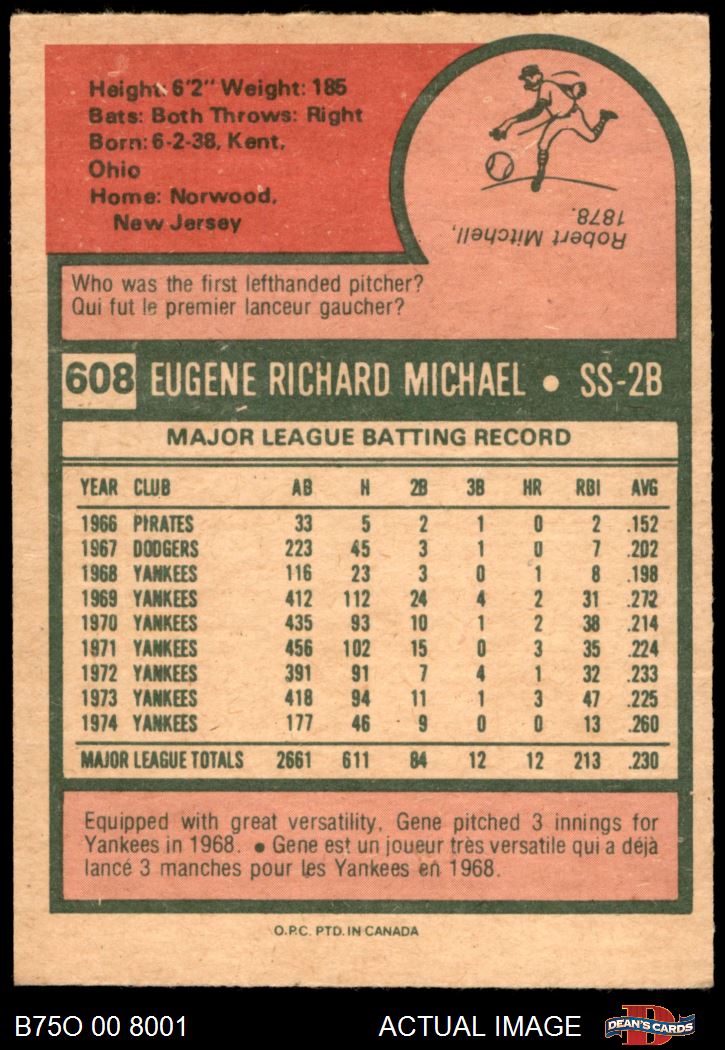 Height: 6'2" Weight: 185
Bats: Both Throws: Right
Born: 6-2-38, Kent,
Ohio
Home: Norwood,
New Jersey
Robert Mitchell,
1878.
Who was the first lefthanded pitcher?
Qui fut le premier lanceur gaucher?
608 EUGENE RICHARD MICHAEL • SS-2B
MAJOR LEAGUE BATTING RECORD
YEAR CLUB AB H 2B 3B HR RBI AVG
1966 PIRATES 33 5 2 1 0 2 .152
1967 DODGERS 223 45 3 1 0 7 .202
1968 YANKEES 116 23 3 0 1 8 .198
1969 YANKEES 412 112 24 4 2 31 .272
1970 YANKEES 435 93 10 1 2 38 .214
1971 YANKEES 456 102 15 0 3 35 .224
1972 YANKEES 391 91 7 4 1 32 .233
1973 YANKEES 418 94 11 1 3 47 .225
1974 YANKEES 177 46 9 0 0 13 .260
MAJOR LEAGUE TOTALS 2661 611 84 12 12 213 .230
Equipped with great versatility, Gene pitched 3 innings for
Yankees in 1968. • Gene est un joueur très versatile qui a déjà
lancé 3 manches pour les Yankees en 1968.
O.P.C. PTD. IN CANADA
B75O 00 8001 ACTUAL IMAGE
D
DEAN'S CARDS